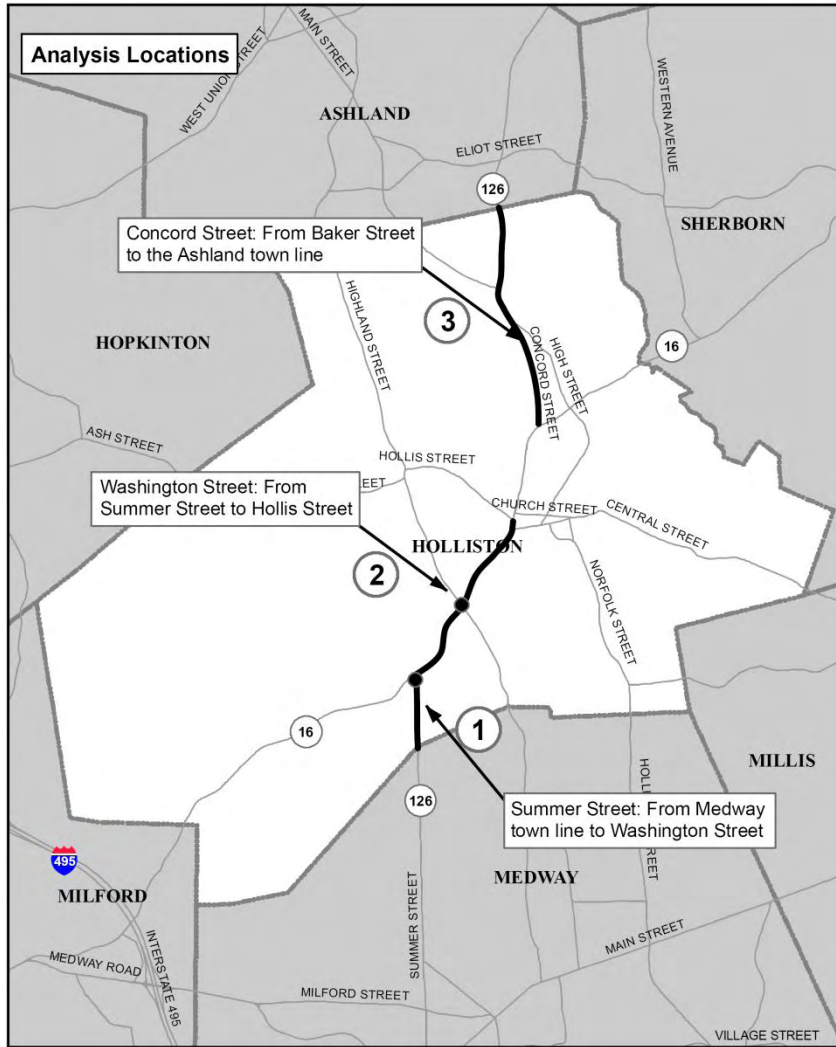 Analysis Locations
WEST UNION STREET
MAIN STREET
ASHLAND
WESTERN AVENUE
ELIOT STREET
126
SHERBORN
Concord Street: From Baker Street
to the Ashland town line
3
HIGHLAND STREET
CONCORD STREET
HIGH STREET
16
HOPKINTON
ASH STREET
HOLLIS STREET
REET
Washington Street: From
Summer Street to Hollis Street
CHURCH STREET
CENTRAL STREET
HOLLISTON
2
NORFOLK STREET
1
16
MILLIS
126
HOLLI
STREET
Summer Street: From Medway
town line to Washington Street
495
MILFORD
MEDWAY
SUMMER STREET
MAIN STREET
MEDWAY ROAD
INTERSTATE 495
MILFORD STREET
VILLAGE STREET